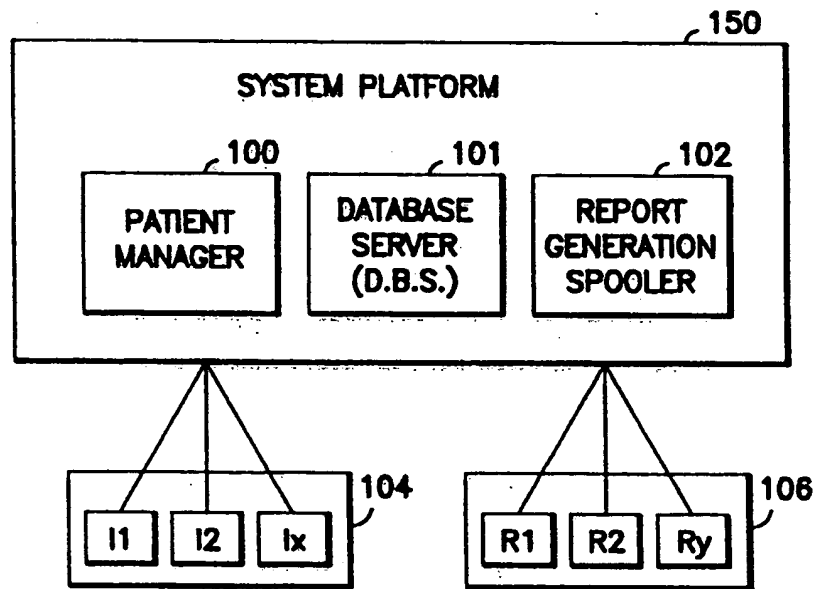 150
SYSTEM PLATFORM
100
101
102
PATIENT
MANAGER
DATABASE
SERVER
(D.B.S.)
REPORT
GENERATION
SPOOLER
104
I1
I2
Ix
106
R1
R2
Ry